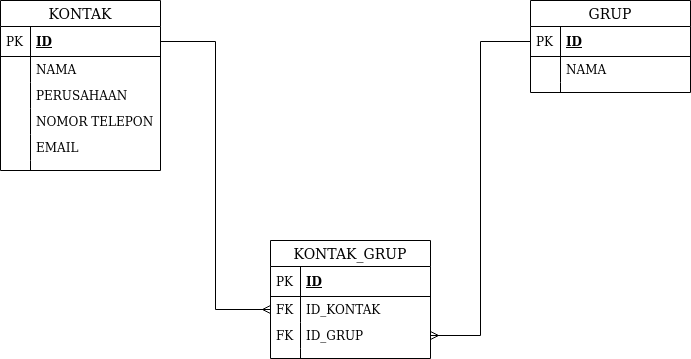 KONTAK
PK ID
NAMA
PERUSAHAAN
NOMOR TELEPON
EMAIL
GRUP
PK ID
NAMA
KONTAK_GRUP
PK ID
FK ID_KONTAK
FK ID_GRUP